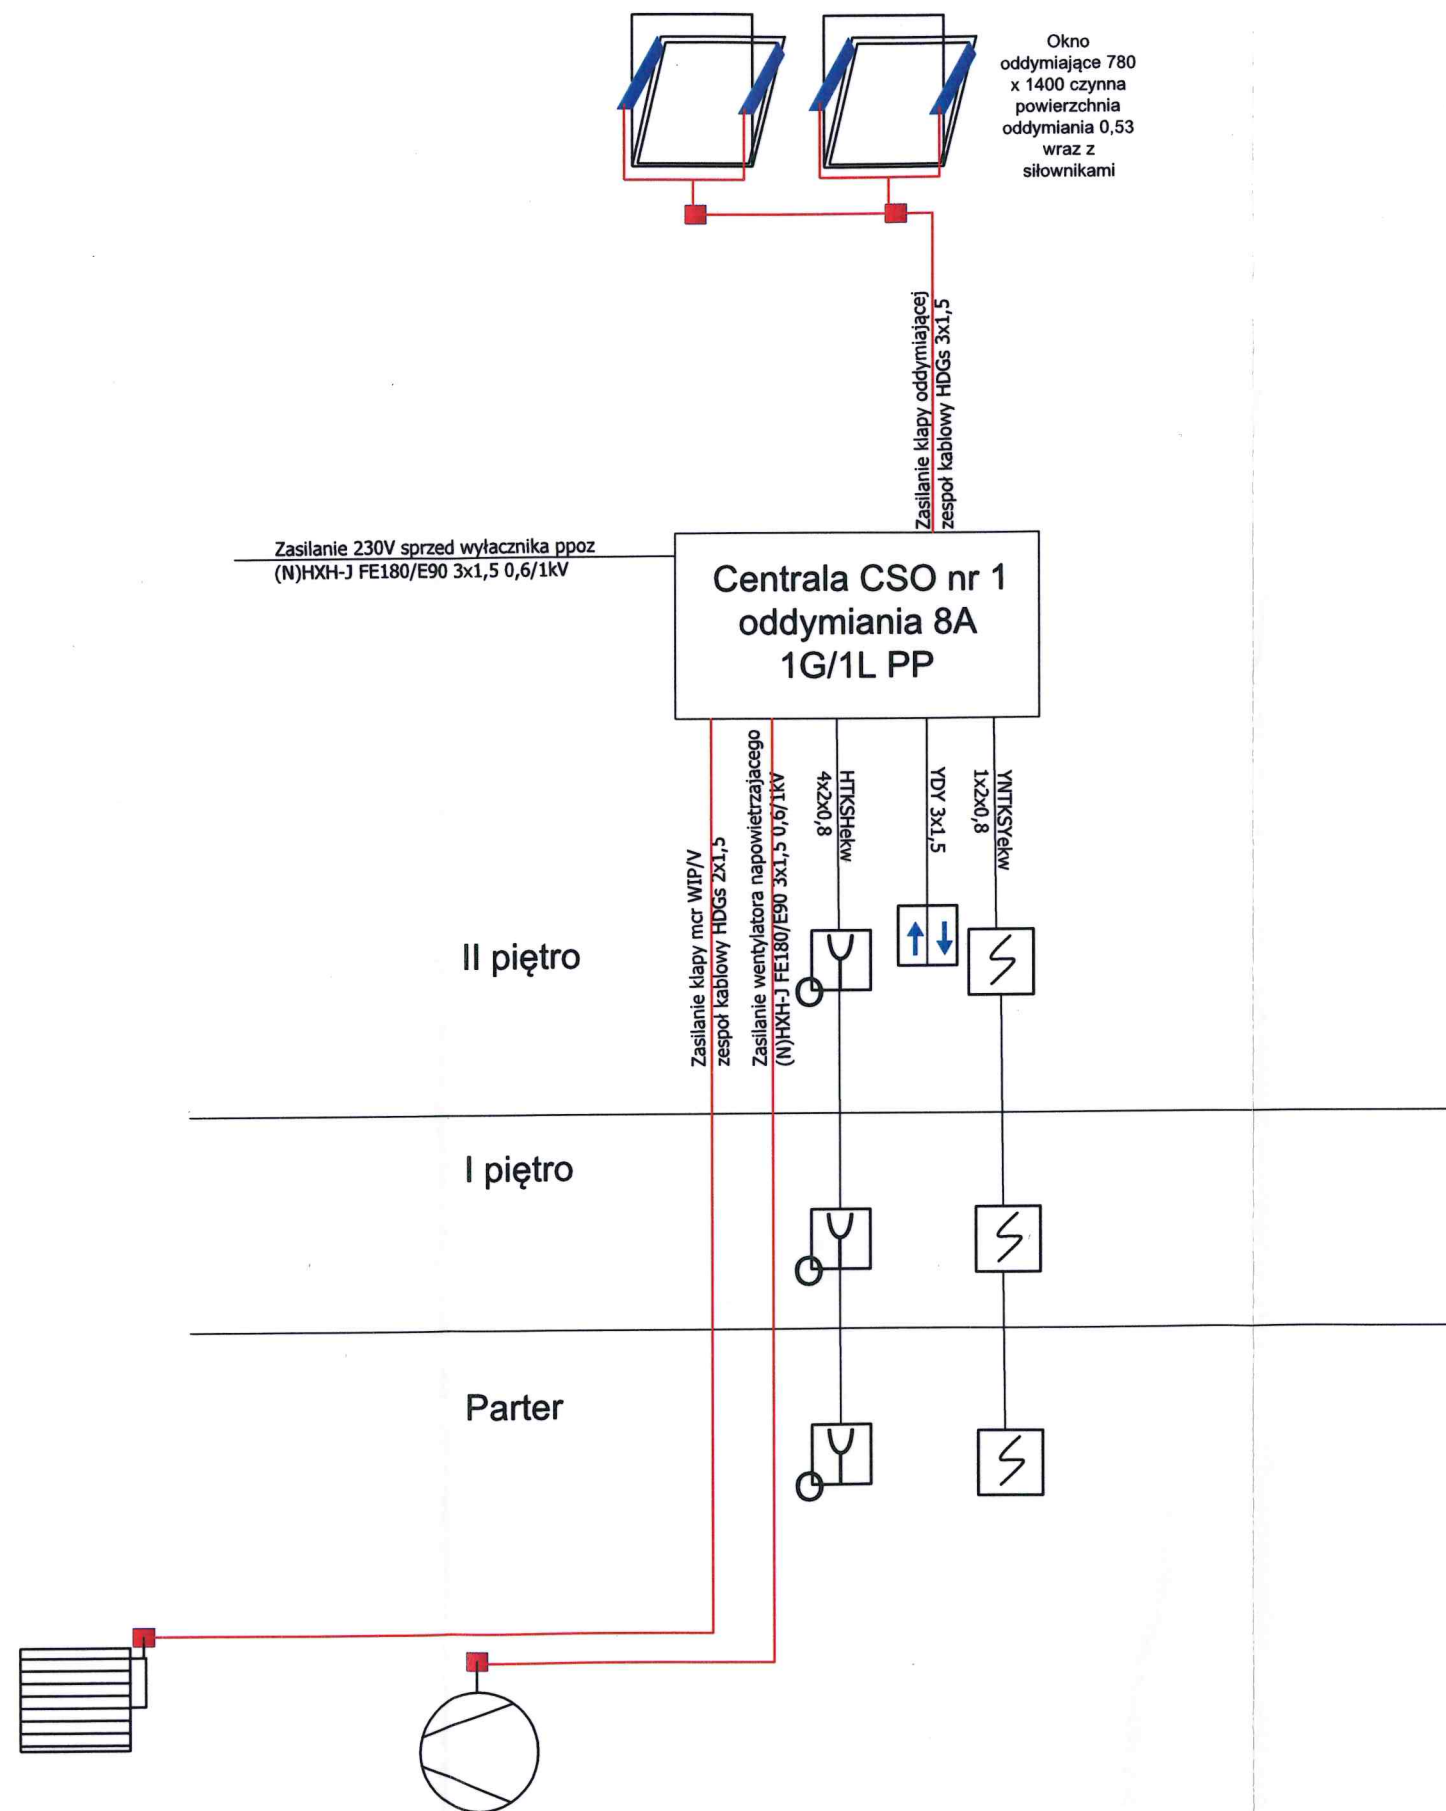 Okno
oddymiające 780
x 1400 czynna
powierzchnia
oddymiania 0,53
wraz z
siłownikami
Zasilanie klapy oddymiającej
zespoł kablowy HDGs 3x1,5
Zasilanie 230V sprzed wyłacznika ppoz
(N)HXH-J FE180/E90 3x1,5 0,6/1kV
Centrala CSO nr 1
oddymiania 8A
1G/1L PP
Zasilanie klapy mcr WIP/V
zespoł kablowy HDGs 2x1,5
Zasilanie wentylatora napowietrzajacego
(N)HXH-J FE180/E90 3x1,5 0,6/1kV
HTKSHekw
4x2x0,8
YDY 3x1,5
YNTKSYekw
1x2x0,8
II piętro
I piętro
Parter